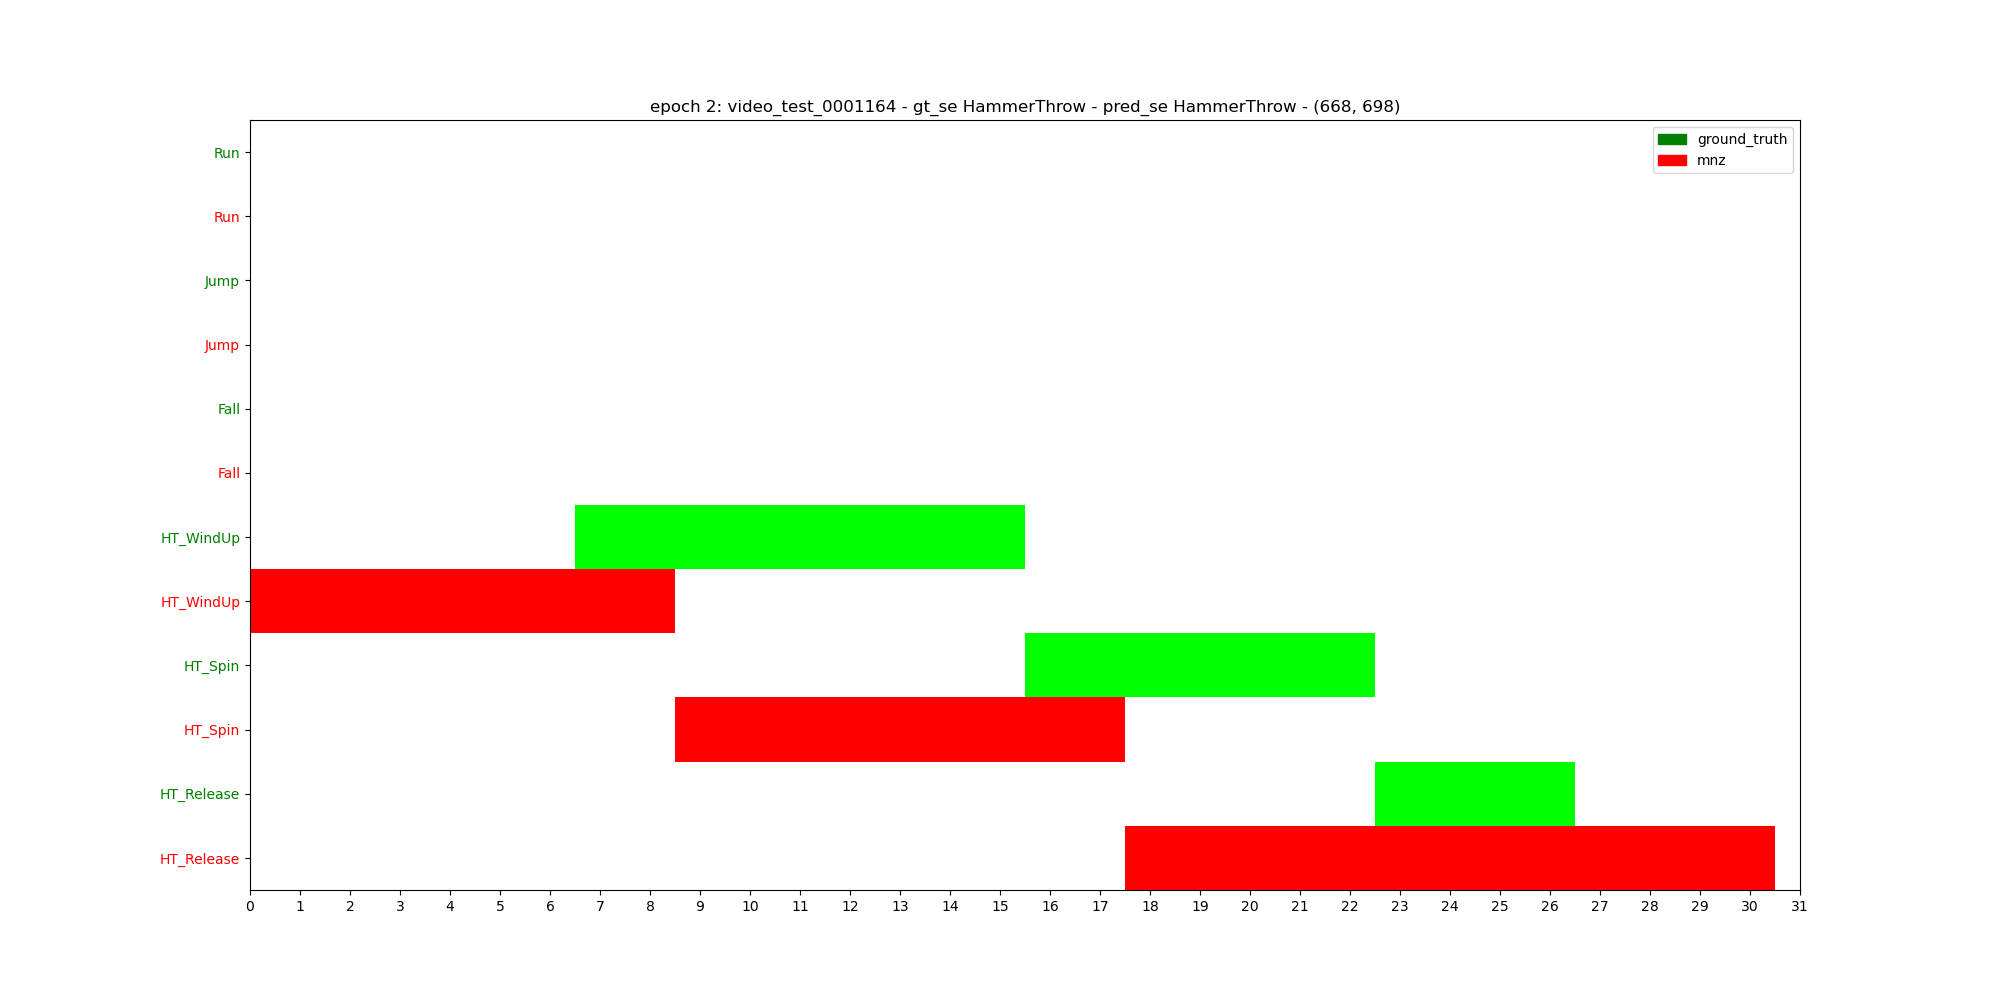 epoch 2: video_test_0001164 - gt_se HammerThrow - pred_se HammerThrow - (668, 698)
ground_truth
mnz
Run
Run
Jump
Jump
Fall
Fall
HT_WindUp
HT_WindUp
HT_Spin
HT_Spin
HT_Release
HT_Release
0 1 2 3 4 5 6 7 8 9 10 11 12 13 14 15 16 17 18 19 20 21 22 23 24 25 26 27 28 29 30 31